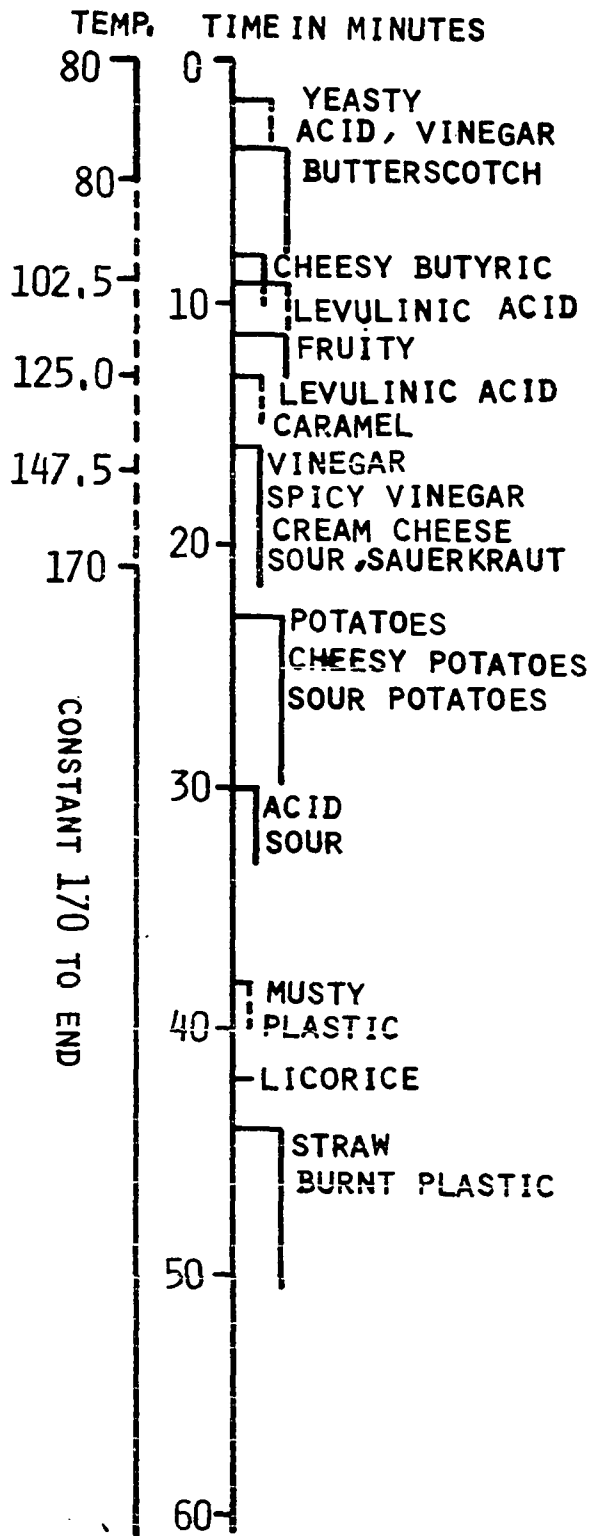 TEMP. TIME IN MINUTES
80 0
YEASTY
ACID, VINEGAR
80 BUTTERSCOTCH
102.5 CHEESY BUTYRIC
10 LEVULINIC ACID
FRUITY
125.0 LEVULINIC ACID
CARAMEL
147.5 VINEGAR
SPICY VINEGAR
CREAM CHEESE
170 20 SOUR, SAUERKRAUT
POTATOES
CHEESY POTATOES
SOUR POTATOES
CONSTANT 170 TO END
30 ACID
SOUR
MUSTY
40 PLASTIC
LICORICE
STRAW
BURNT PLASTIC
50
60